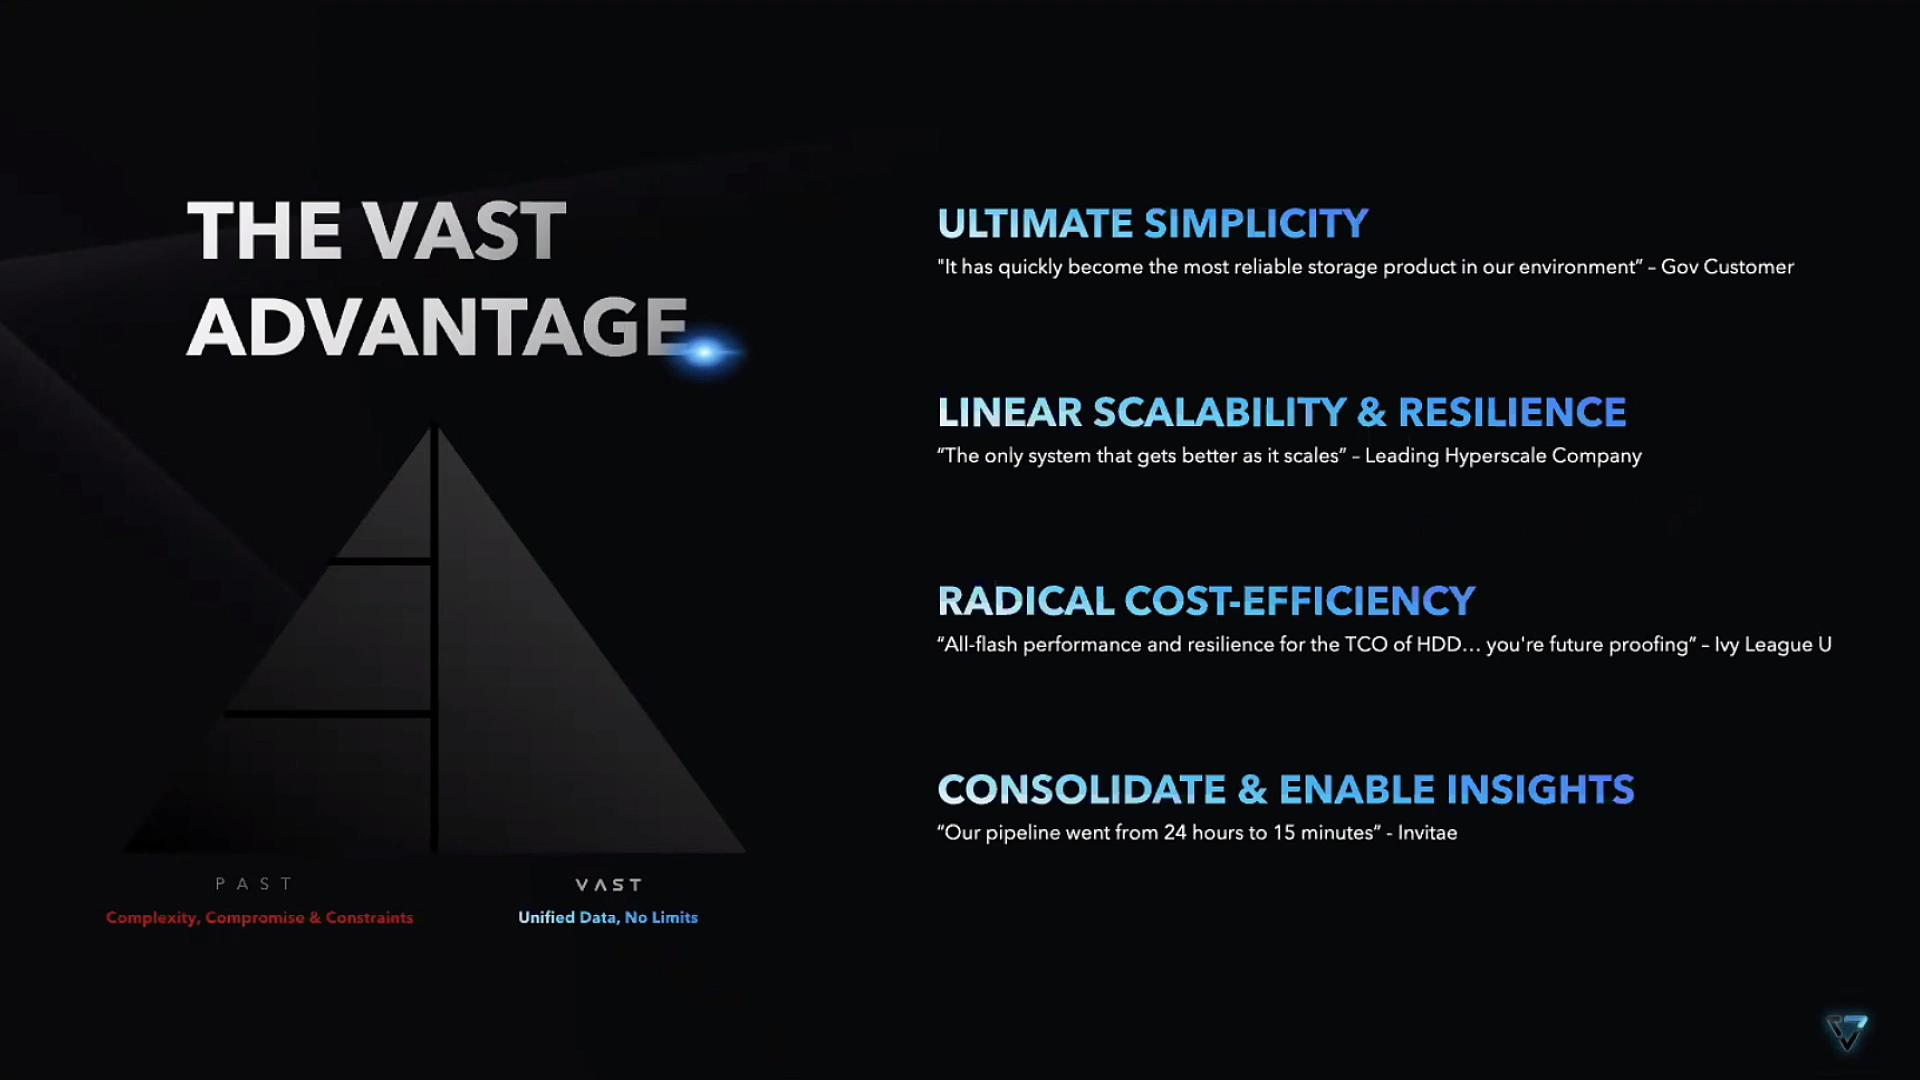 THE VAST
ADVANTAGE.
PAST
Complexity, Compromise & Constraints
VAST
Unified Data, No Limits
ULTIMATE SIMPLICITY
"It has quickly become the most reliable storage product in our environment” – Gov Customer
LINEAR SCALABILITY & RESILIENCE
“The only system that gets better as it scales” – Leading Hyperscale Company
RADICAL COST-EFFICIENCY
“All-flash performance and resilience for the TCO of HDD… you're future proofing” – Ivy League U
CONSOLIDATE & ENABLE INSIGHTS
“Our pipeline went from 24 hours to 15 minutes” - Invitae